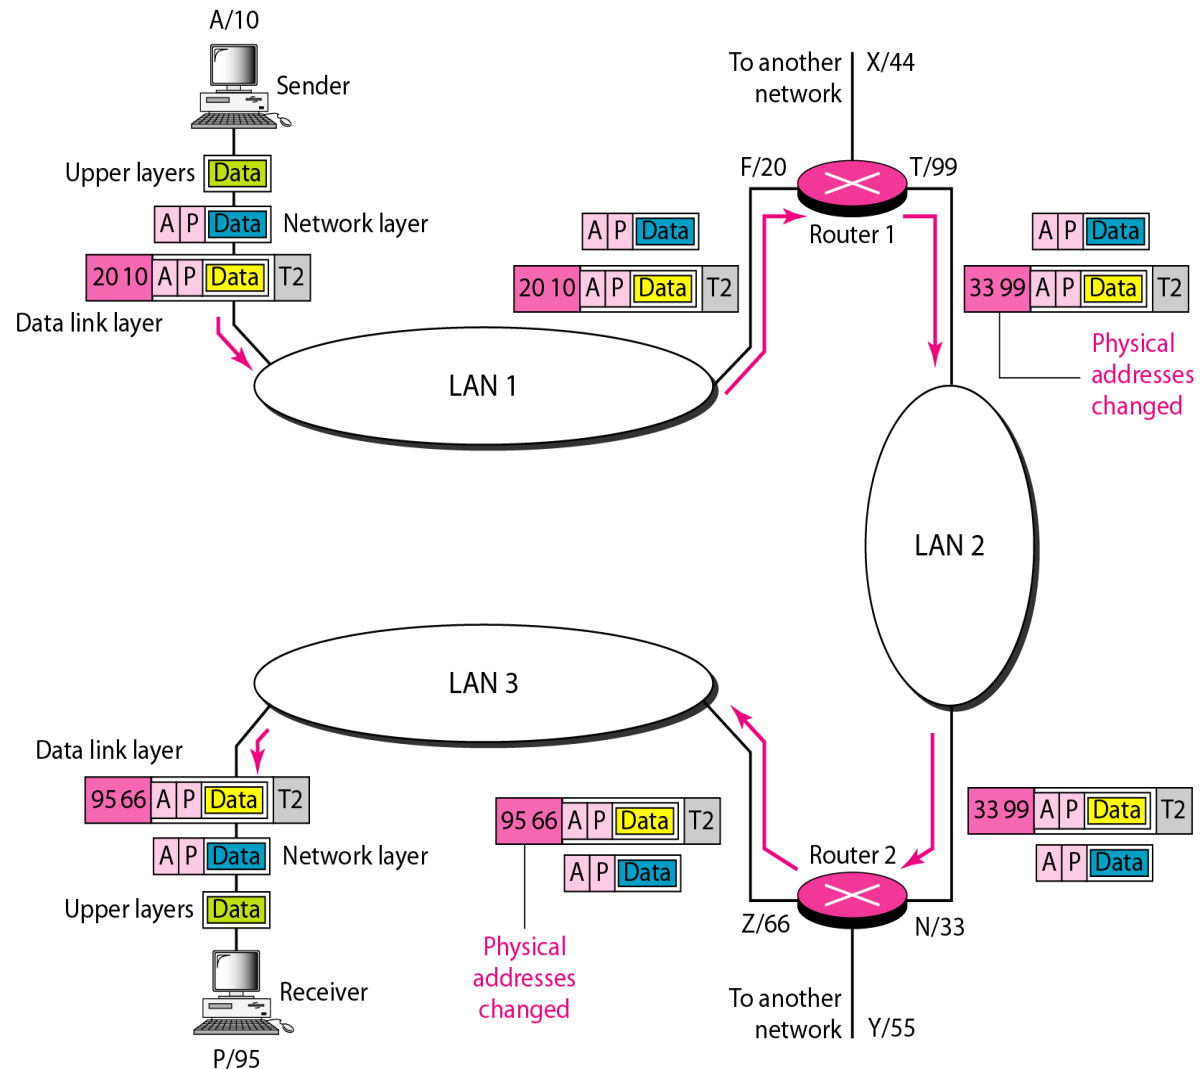 A/10
Sender
Upper layers Data
A P Data Network layer
20 10 A P Data T2
Data link layer
LAN 1
To another
network
X/44
F/20
T/99
Router 1
A P Data
20 10 A P Data T2
A P Data
33 99 A P Data T2
Physical
addresses
changed
LAN 2
LAN 3
Data link layer
95 66 A P Data T2
A P Data Network layer
Upper layers Data
Receiver
P/95
95 66 A P Data T2
A P Data
Physical
addresses
changed
Router 2
Z/66
N/33
33 99 A P Data T2
A P Data
To another
network
Y/55